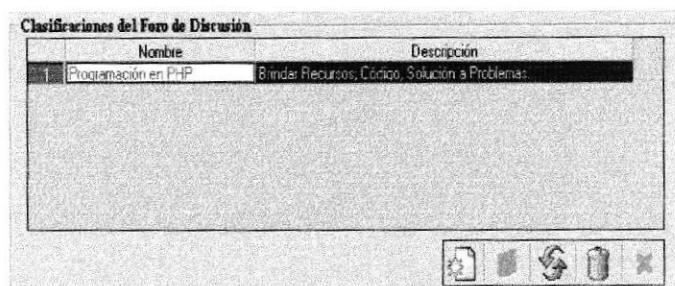 Clasificaciones del Foro de Discusión
Nombre Descripción
1 Programación en PHP Brindar Recursos, Código, Solución a Problemas.